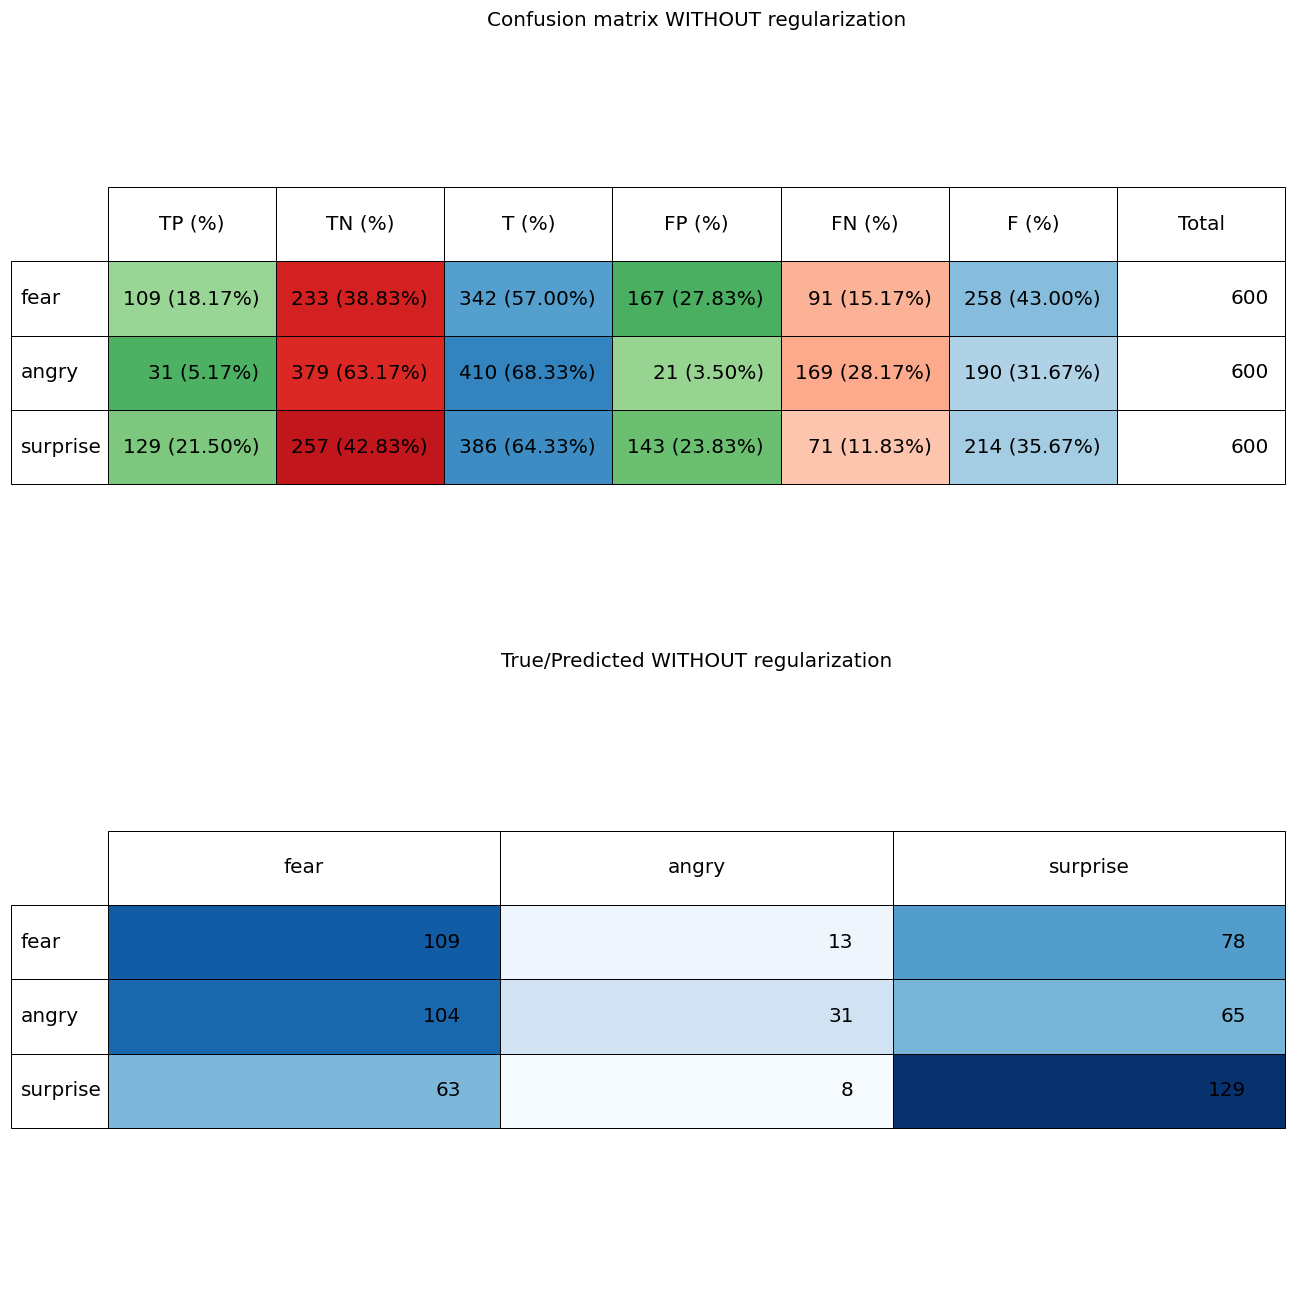 Confusion matrix WITHOUT regularization
TP (%) TN (%) T (%) FP (%) FN (%) F (%) Total
fear 109 (18.17%) 233 (38.83%) 342 (57.00%) 167 (27.83%) 91 (15.17%) 258 (43.00%) 600
angry 31 (5.17%) 379 (63.17%) 410 (68.33%) 21 (3.50%) 169 (28.17%) 190 (31.67%) 600
surprise 129 (21.50%) 257 (42.83%) 386 (64.33%) 143 (23.83%) 71 (11.83%) 214 (35.67%) 600
True/Predicted WITHOUT regularization
fear angry surprise
fear 109 13 78
angry 104 31 65
surprise 63 8 129